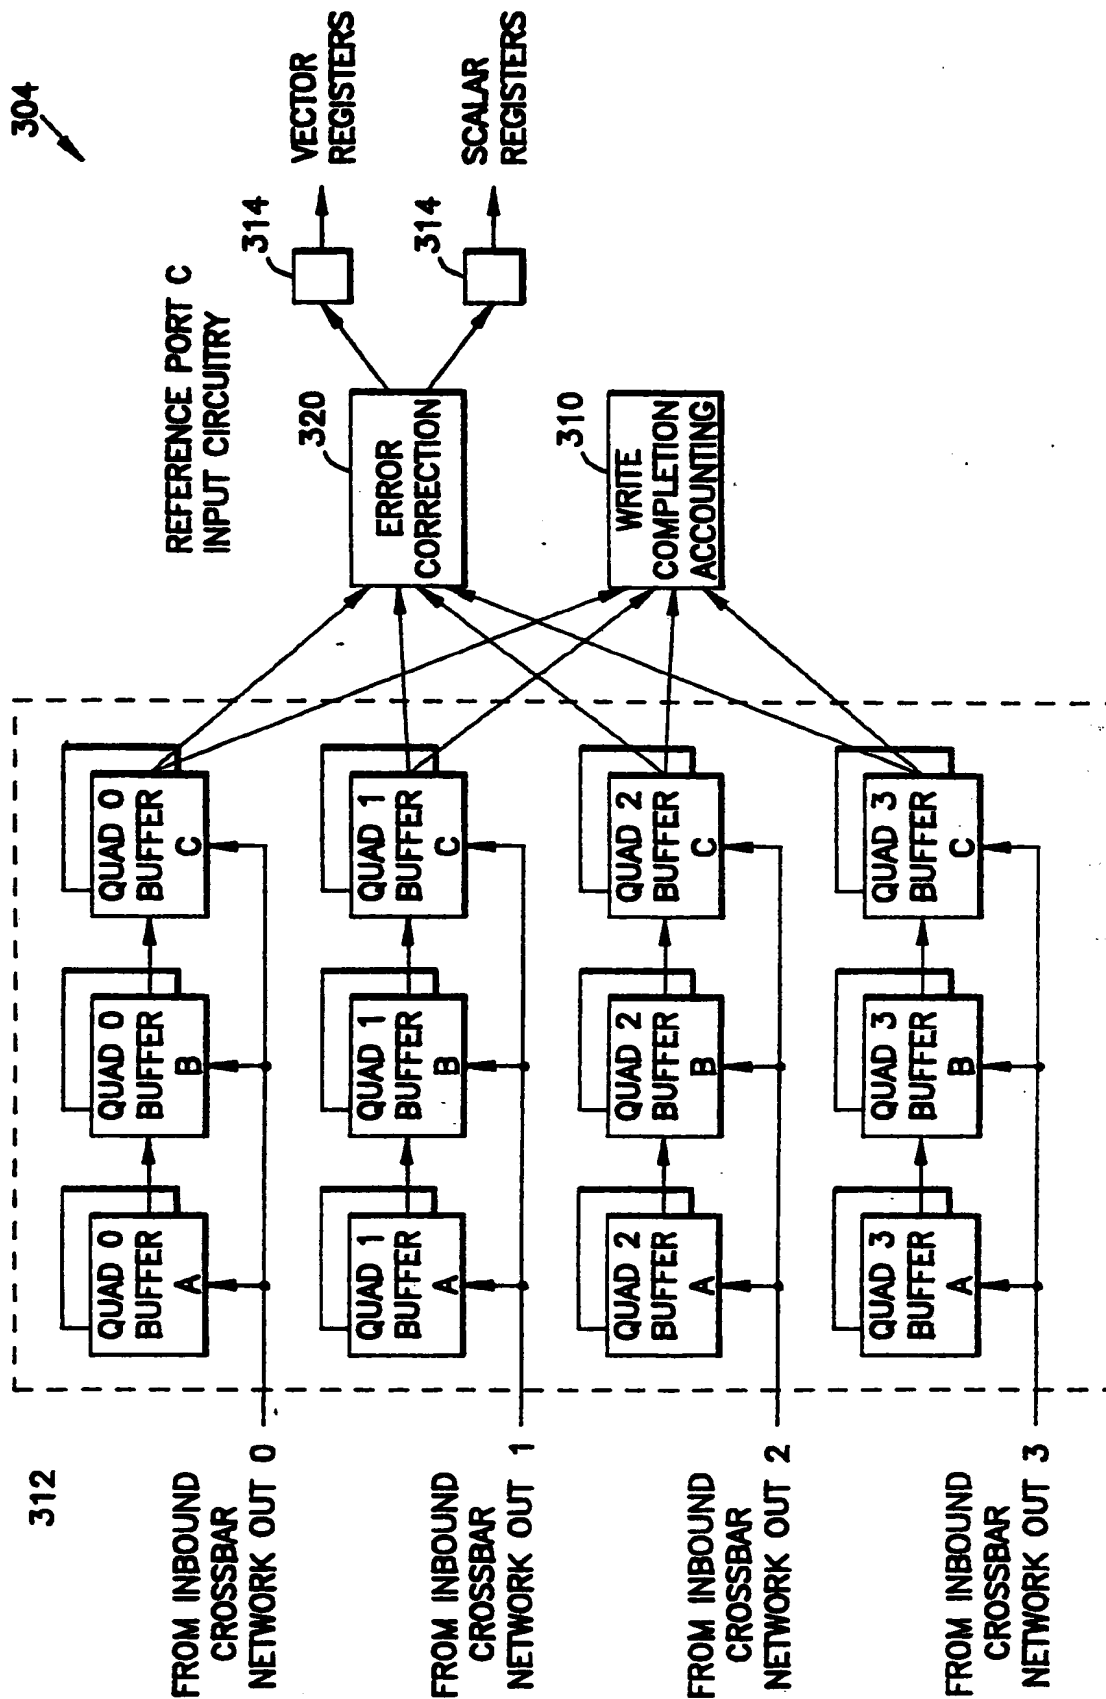 304
REFERENCE PORT C
INPUT CIRCUITRY
312
FROM INBOUND
CROSSBAR
NETWORK OUT 0
QUAD 0
BUFFER
A
QUAD 0
BUFFER
B
QUAD 0
BUFFER
C
FROM INBOUND
CROSSBAR
NETWORK OUT 1
QUAD 1
BUFFER
A
QUAD 1
BUFFER
B
QUAD 1
BUFFER
C
FROM INBOUND
CROSSBAR
NETWORK OUT 2
QUAD 2
BUFFER
A
QUAD 2
BUFFER
B
QUAD 2
BUFFER
C
FROM INBOUND
CROSSBAR
NETWORK OUT 3
QUAD 3
BUFFER
A
QUAD 3
BUFFER
B
QUAD 3
BUFFER
C
320
ERROR
CORRECTION
310
WRITE
COMPLETION
ACCOUNTING
314
VECTOR
REGISTERS
314
SCALAR
REGISTERS